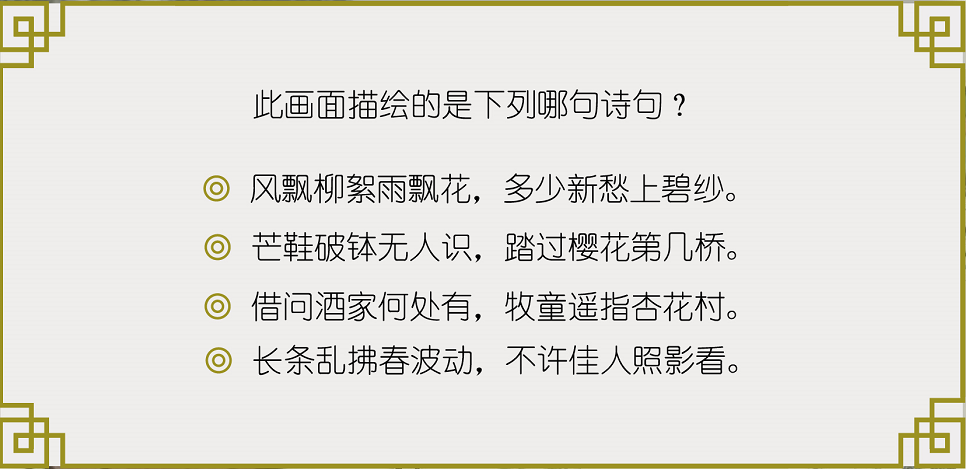 此画面描绘的是下列哪句诗句？
风飘柳絮雨飘花，多少新愁上碧纱。
芒鞋破钵无人识，踏过樱花第几桥。
借问酒家何处有，牧童遥指杏花村。
长条乱拂春波动，不许佳人照影看。